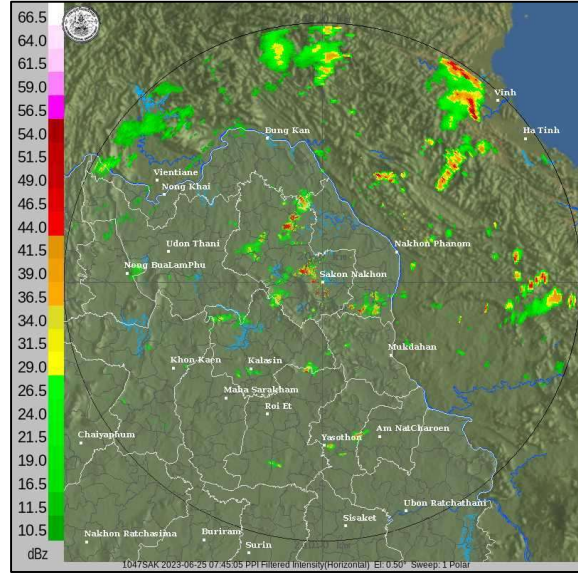 66.5
64.0
61.5
59.0
56.5
54.0
51.5
49.0
46.5
44.0
41.5
39.0
36.5
34.0
31.5
29.0
26.5
24.0
21.5
19.0
16.5
14.0
11.5
10.5
dBz
Vinh
Ha Tinh
Bung Kan
Vientiane
Nong Khai
Udon Thani
Nakhon Phanom
Nong BuaLamPhu
Sakon Nakhon
Mukdahan
Khon Kaen
Kalasin
Maha Sarakham
Roi Et
Chaiyaphum
Yasothon
Am NatCharoen
Ubon Ratchathani
Sisaket
Nakhon Ratchasima
Buriram
Surin
1047SAK 2023-06-25 07:45:05 PPI Filtered Intensity(Horizontal) El: 0.50° Sweep: 1 Polar